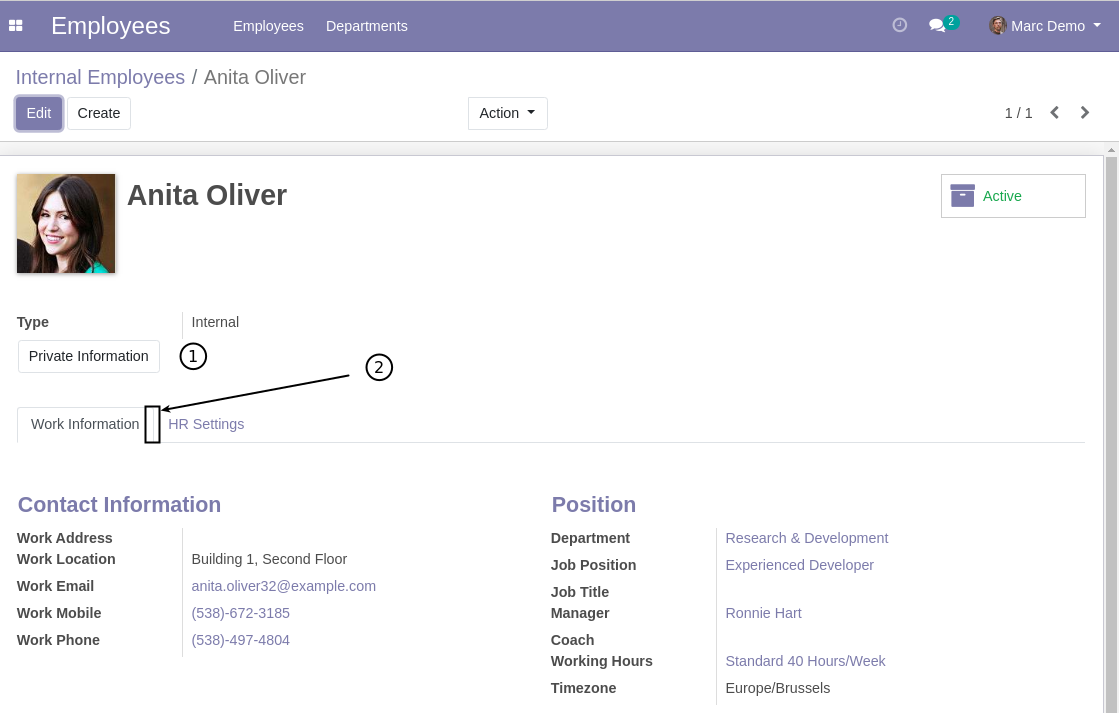 Employees Employees Departments 2 Marc Demo
Internal Employees / Anita Oliver
Edit Create Action 1 / 1
Anita Oliver Active
Type Internal
Private Information 1 2
Work Information HR Settings
Contact Information
Work Address
Work Location Building 1, Second Floor
Work Email anita.oliver32@example.com
Work Mobile (538)-672-3185
Work Phone (538)-497-4804
Position
Department Research & Development
Job Position Experienced Developer
Job Title
Manager Ronnie Hart
Coach
Working Hours Standard 40 Hours/Week
Timezone Europe/Brussels